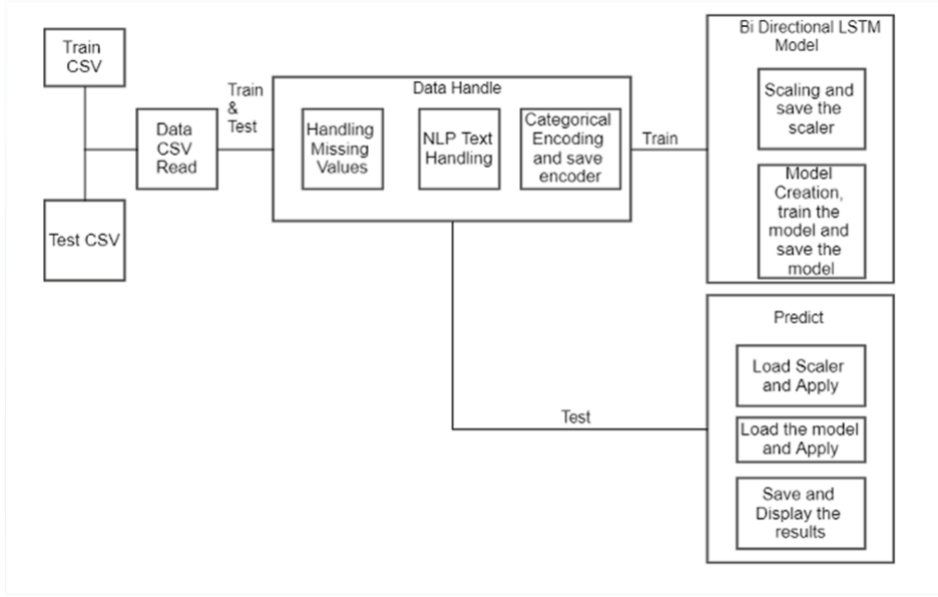 Train
CSV
Test CSV
Data
CSV
Read
Train
&
Test
Data Handle
Handling
Missing
Values
NLP Text
Handling
Categorical
Encoding
and save
encoder
Train
Bi Directional LSTM
Model
Scaling and
save the
scaler
Model
Creation,
train the
model and
save the
model
Test
Predict
Load Scaler
and Apply
Load the model
and Apply
Save and
Display the
results